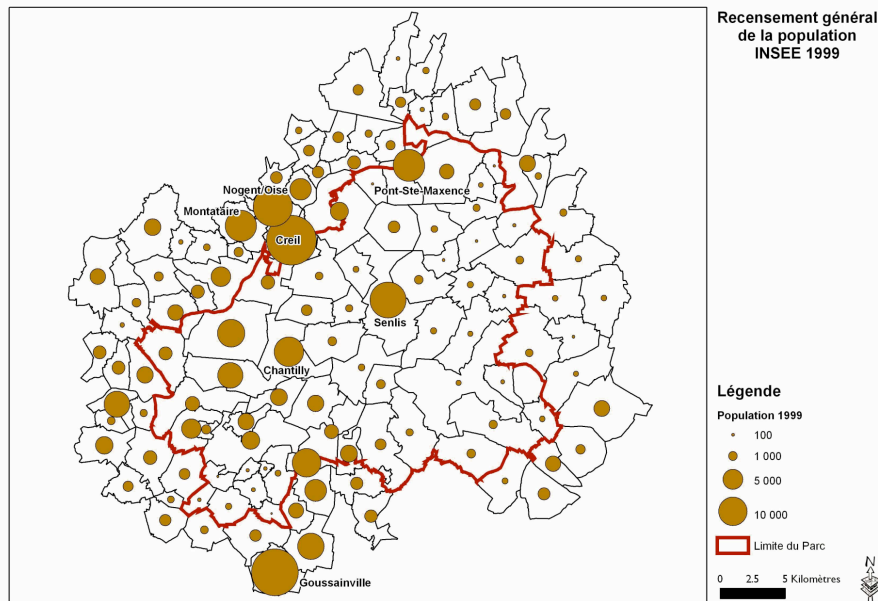 Recensement général
de la population
INSEE 1999
Nogent/Oise
Pont-Ste-Maxence
Montataire
Creil
Senlis
Chantilly
Goussainville
Légende
Population 1999
100
1 000
5 000
10 000
Limite du Parc
0 2.5 5 Kilomètres
N